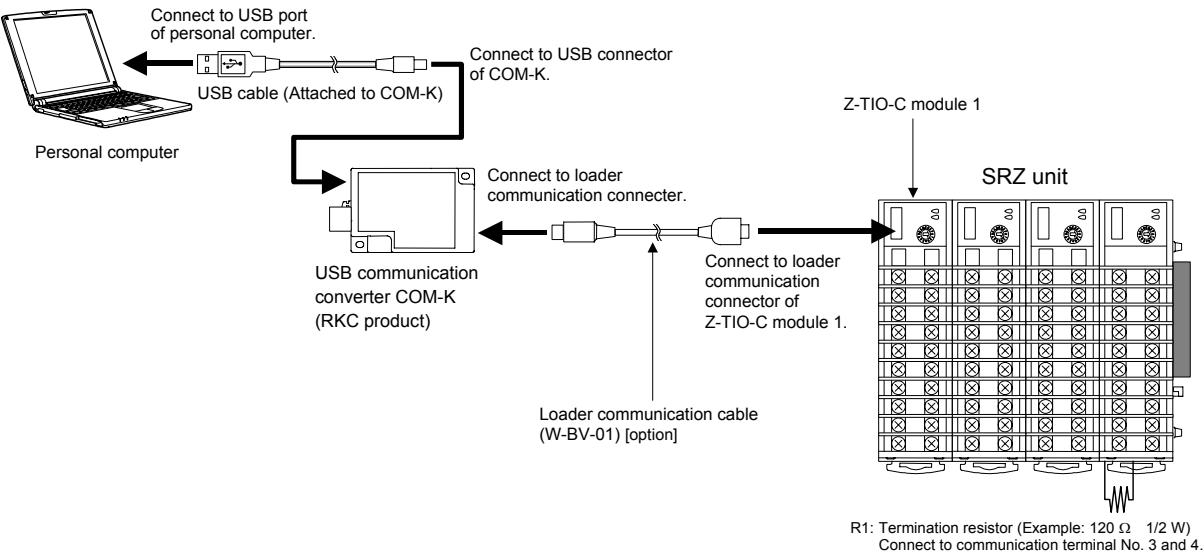 Connect to USB port
of personal computer.
Connect to USB connector
of COM-K.
USB cable (Attached to COM-K)
Personal computer
Z-TIO-C module 1
SRZ unit
Connect to loader
communication connecter.
USB communication
converter COM-K
(RKC product)
Connect to loader
communication
connector of
Z-TIO-C module 1.
Loader communication cable
(W-BV-01) [option]
R1: Termination resistor (Example: 120 Ω 1/2 W)
Connect to communication terminal No. 3 and 4.